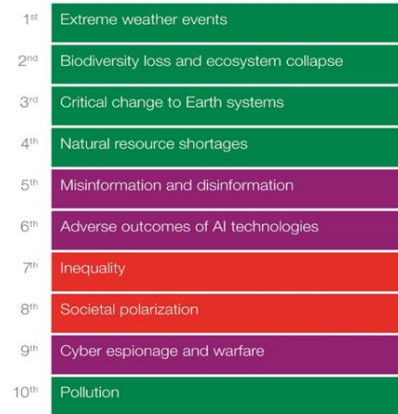 1st Extreme weather events
2nd Biodiversity loss and ecosystem collapse
3rd Critical change to Earth systems
4th Natural resource shortages
5th Misinformation and disinformation
6th Adverse outcomes of AI technologies
7th Inequality
8th Societal polarization
9th Cyber espionage and warfare
10th Pollution